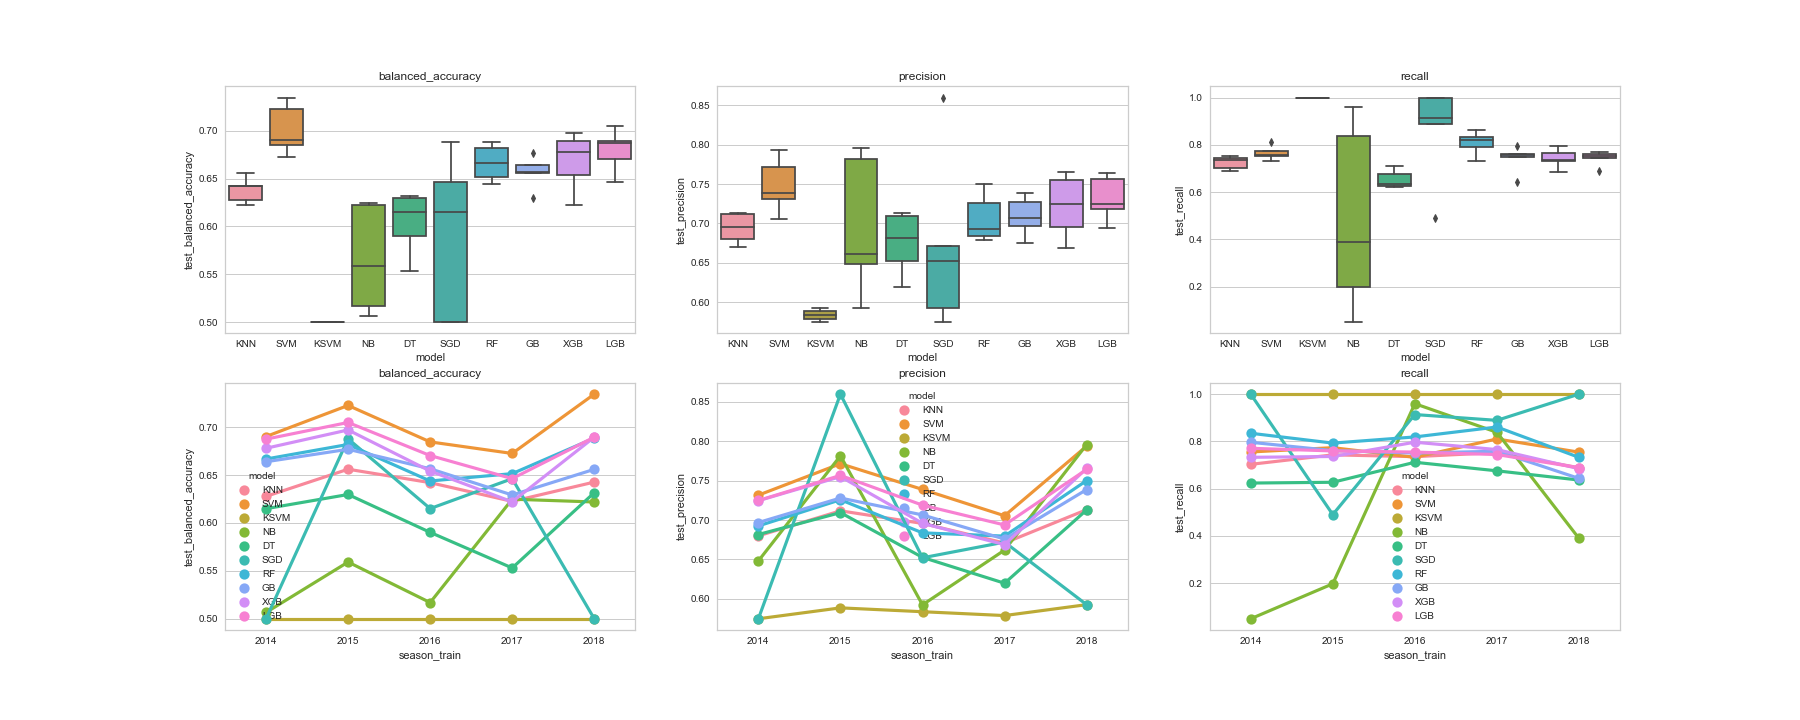 balanced_accuracy
test_balanced_accuracy
0.70
0.65
0.60
0.55
0.50
KNN SVM KSVM NB DT SGD RF GB XGB LGB
model
precision
test_precision
0.85
0.80
0.75
0.70
0.65
0.60
KNN SVM KSVM NB DT SGD RF GB XGB LGB
model
recall
test_recall
1.0
0.8
0.6
0.4
0.2
KNN SVM KSVM NB DT SGD RF GB XGB LGB
model
balanced_accuracy
test_balanced_accuracy
0.70
0.65
0.60
0.55
0.50
model
KNN
SVM
KSVM
NB
DT
SGD
RF
GB
XGB
LGB
2014 2015 2016 2017 2018
season_train
precision
test_precision
0.85
0.80
0.75
0.70
0.65
0.60
model
KNN
SVM
KSVM
NB
DT
SGD
RF
GB
XGB
LGB
2014 2015 2016 2017 2018
season_train
recall
test_recall
1.0
0.8
0.6
0.4
0.2
model
KNN
SVM
KSVM
NB
DT
SGD
RF
GB
XGB
LGB
2014 2015 2016 2017 2018
season_train